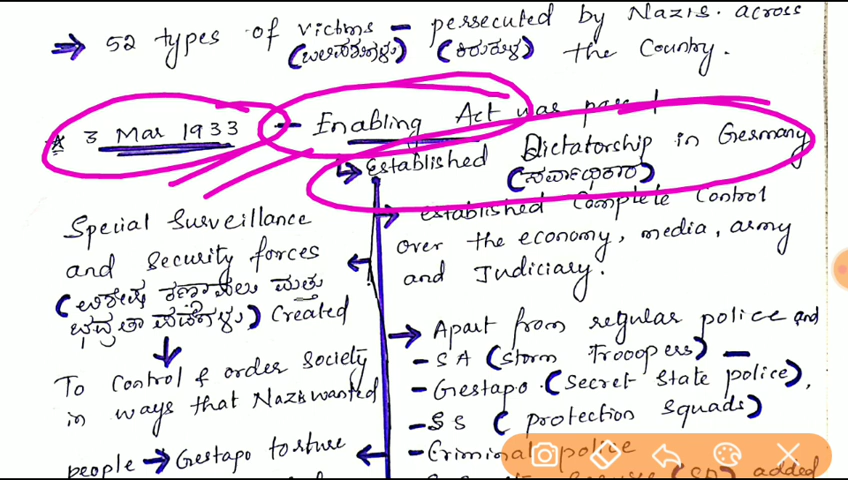 ⇒ 52 types of victims – persecuted by Nazis. across
(ಬಲಿಪಶುಗಳು) (ಕಿರುಕುಳ) the Country.
* 3 Mar 1933 – Enabling Act was
↳ Established Dictatorship in Germany
(ಸರ್ವಾಧಿಕಾರ)
→ established Complete Control
over the economy, media, army
and Judiciary.
Special Surveillance
and Security forces ←
(ವಿಶೇಷ ಕಣ್ಗಾವಲು ಮತ್ತು
ಭದ್ರತಾ ಪಡೆಗಳು) Created
↓
To Control & order Society
in ways that Nazis wanted
people → Gestapo torture ←
→ Apart from regular police and
– SA (Storm Trooopers) –
– Gestapo. (Secret State police),
– SS ( protection Squads)
– Criminal police
(SD) added